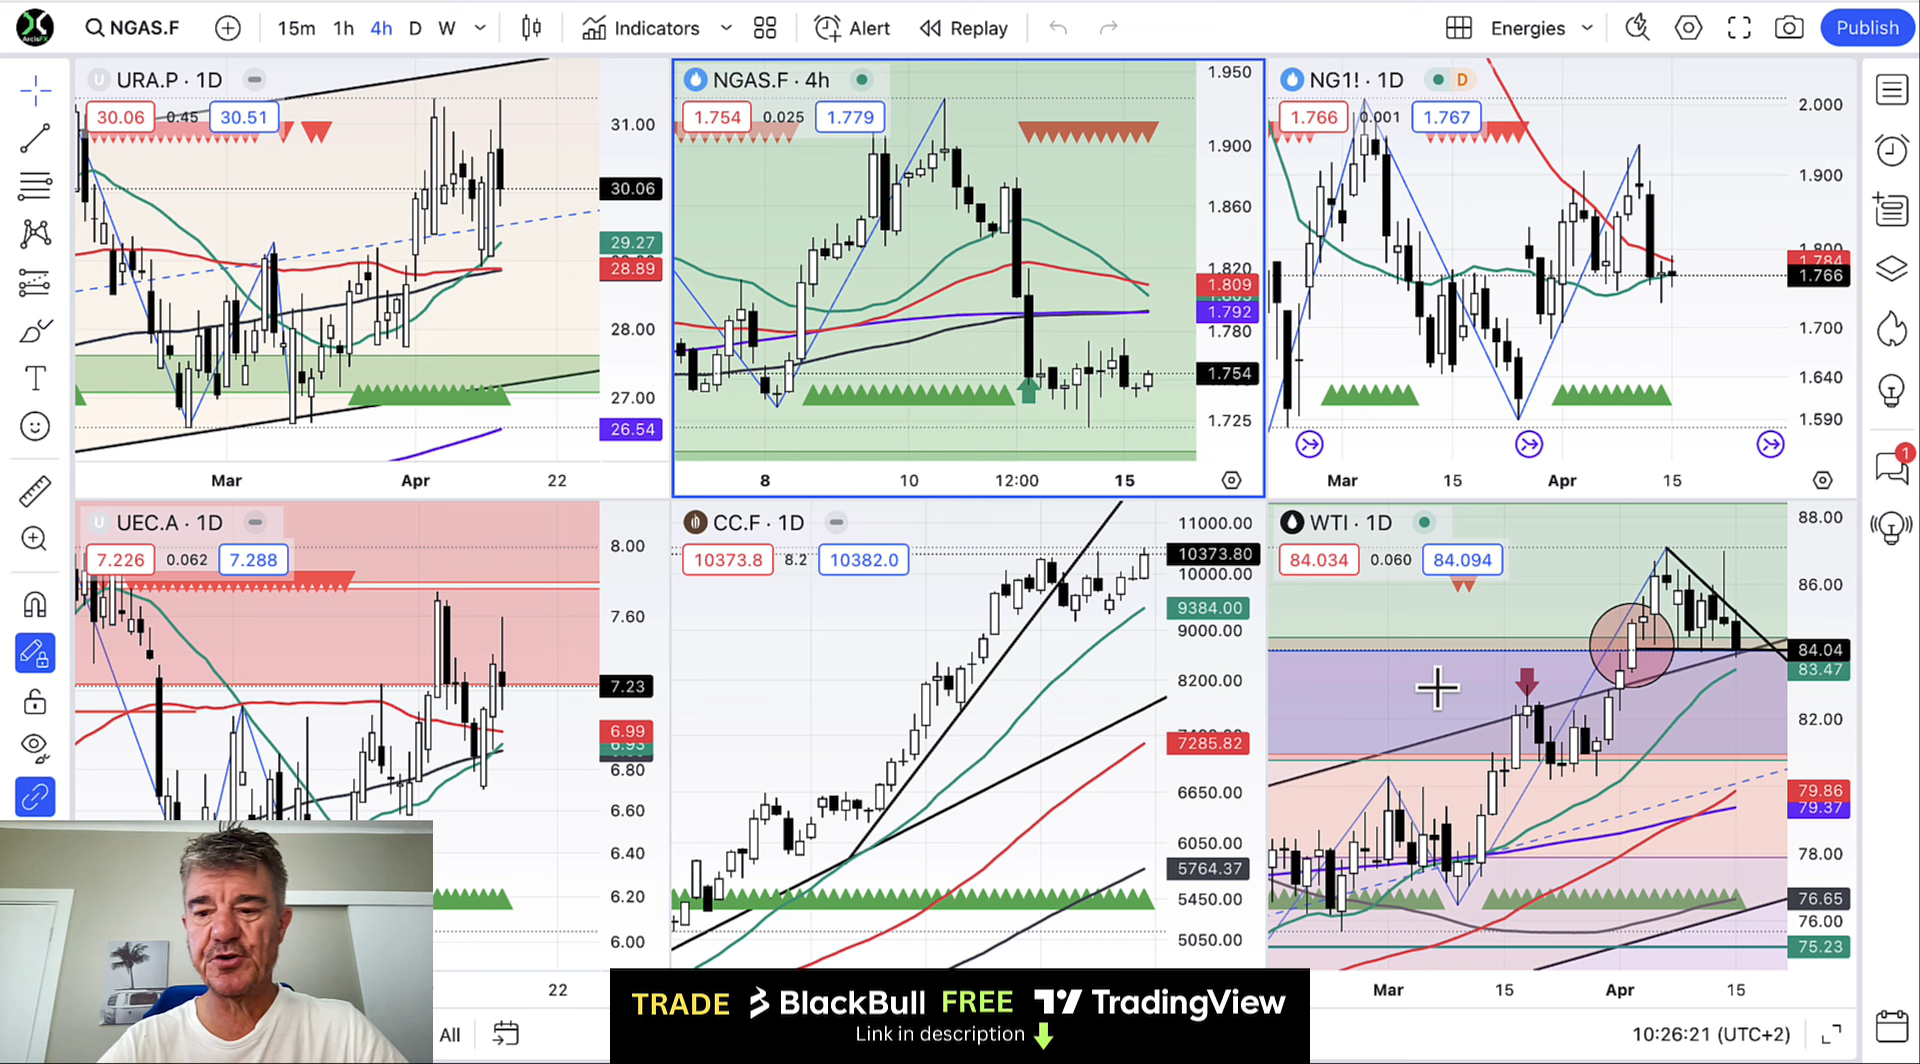 ArcisFX
NGAS.F
15m 1h 4h D W
Indicators
Alert
Replay
Energies
Publish
URA.P · 1D
30.06 0.45 30.51
31.00
30.06
29.27
28.89
28.00
27.00
26.54
Mar Apr 22
NGAS.F · 4h
1.754 0.025 1.779
1.950
1.900
1.860
1.820
1.809
1.792
1.780
1.754
1.725
8 10 12:00 15
NG1! · 1D D
1.766 0.001 1.767
2.000
1.900
1.800
1.784
1.766
1.700
1.640
1.590
Mar 15 Apr 15
1
UEC.A · 1D
7.226 0.062 7.288
8.00
7.60
7.23
6.99
6.93
6.80
6.60
6.40
6.20
6.00
22
CC.F · 1D
10373.8 8.2 10382.0
11000.00
10373.80
10000.00
9384.00
9000.00
8200.00
7285.82
6650.00
6050.00
5764.37
5450.00
5050.00
WTI · 1D
84.034 0.060 84.094
88.00
86.00
84.04
83.47
82.00
79.86
79.37
78.00
76.65
76.00
75.23
Mar 15 Apr 15
All
TRADE BlackBull FREE TradingView
Link in description
10:26:21 (UTC+2)